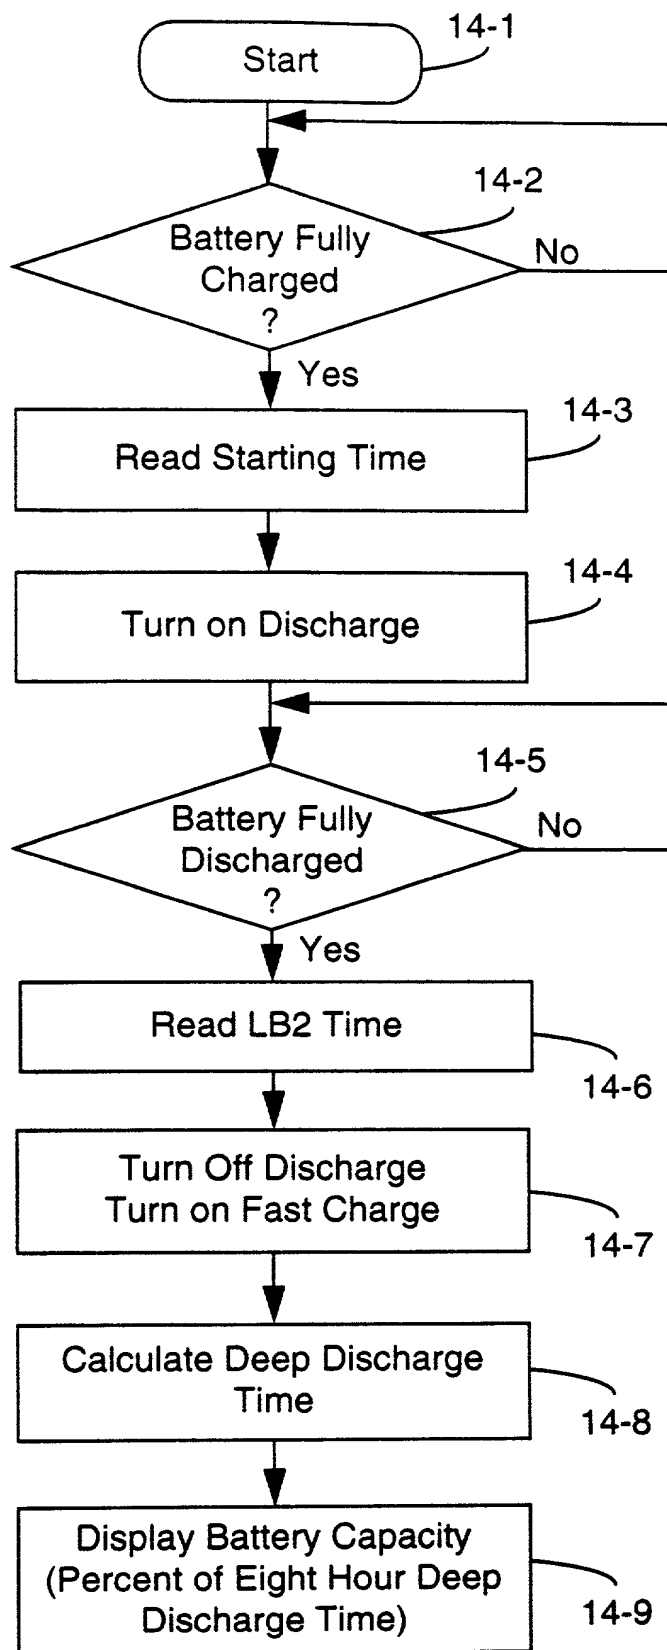 14-1
Start
14-2
Battery Fully
Charged
?
No
Yes
14-3
Read Starting Time
14-4
Turn on Discharge
14-5
Battery Fully
Discharged
?
No
Yes
Read LB2 Time
14-6
Turn Off Discharge
Turn on Fast Charge
14-7
Calculate Deep Discharge
Time
14-8
Display Battery Capacity
(Percent of Eight Hour Deep
Discharge Time)
14-9